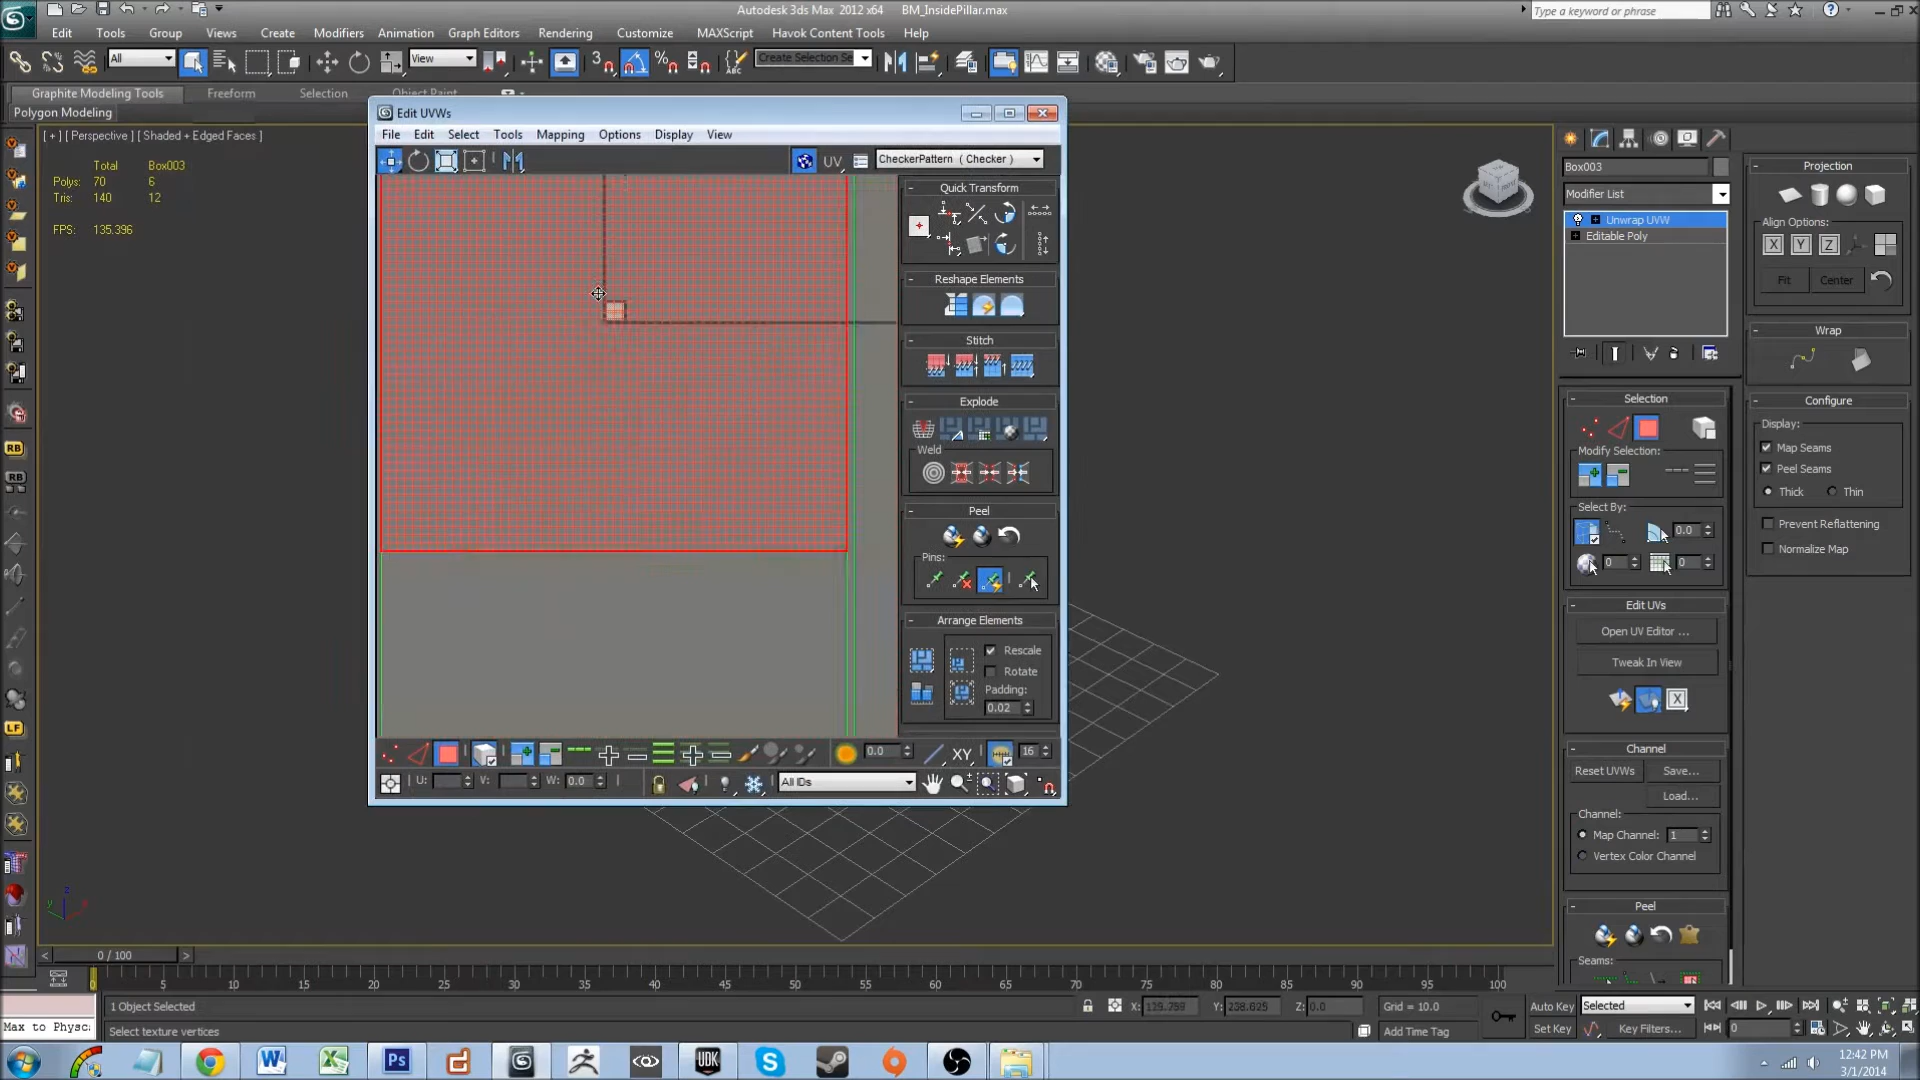 Autodesk 3ds Max 2012 x64 BM_InsidePillar.max
Type a keyword or phrase
Edit Tools Group Views Create Modifiers Animation Graph Editors Rendering Customize MAXScript Havok Content Tools Help
All View Create Selection Se
Graphite Modeling Tools Freeform Selection Object Paint
Polygon Modeling
[ + ] [ Perspective ] [ Shaded + Edged Faces ]
Total Box003
Polys: 70 6
Tris: 140 12
FPS: 135.396
Edit UVWs
File Edit Select Tools Mapping Options Display View
UV CheckerPattern ( Checker )
Quick Transform
Reshape Elements
Stitch
Explode
Weld
Peel
Pins:
Arrange Elements
Rescale
Rotate
Padding:
0.02
0.0 XY 16
U: V: W: 0.0 All IDs
Box003
Modifier List
Unwrap UVW
Editable Poly
Selection
Modify Selection:
Select By:
0.0
0 0
Edit UVs
Open UV Editor ...
Tweak In View
Channel
Reset UVWs Save...
Load...
Channel:
Map Channel: 1
Vertex Color Channel
Peel
Seams:
Projection
Align Options:
X Y Z
Fit Center
Wrap
Configure
Display:
Map Seams
Peel Seams
Thick Thin
Prevent Reflattening
Normalize Map
RB
RB
LF
0 / 100
0 5 10 15 20 25 30 35 40 45 50 55 60 65 70 75 80 85 90 95 100
1 Object Selected X: 129.259 Y: 238.625 Z: 0.0 Grid = 10.0 Auto Key Selected
Max to Physc Select texture vertices Add Time Tag Set Key Key Filters... 0
12:42 PM
3/1/2014